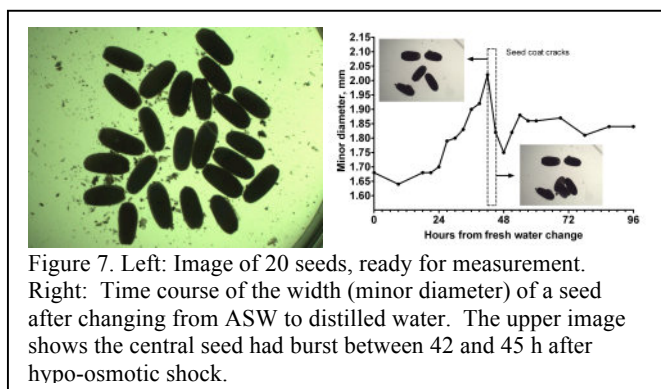 Seed coat cracks
Minor diameter, mm
2.15
2.10
2.05
2.00
1.95
1.90
1.85
1.80
1.75
1.70
1.65
1.60
0 24 48 72 96
Hours from fresh water change
Figure 7. Left: Image of 20 seeds, ready for measurement.
Right: Time course of the width (minor diameter) of a seed
after changing from ASW to distilled water. The upper image
shows the central seed had burst between 42 and 45 h after
hypo-osmotic shock.